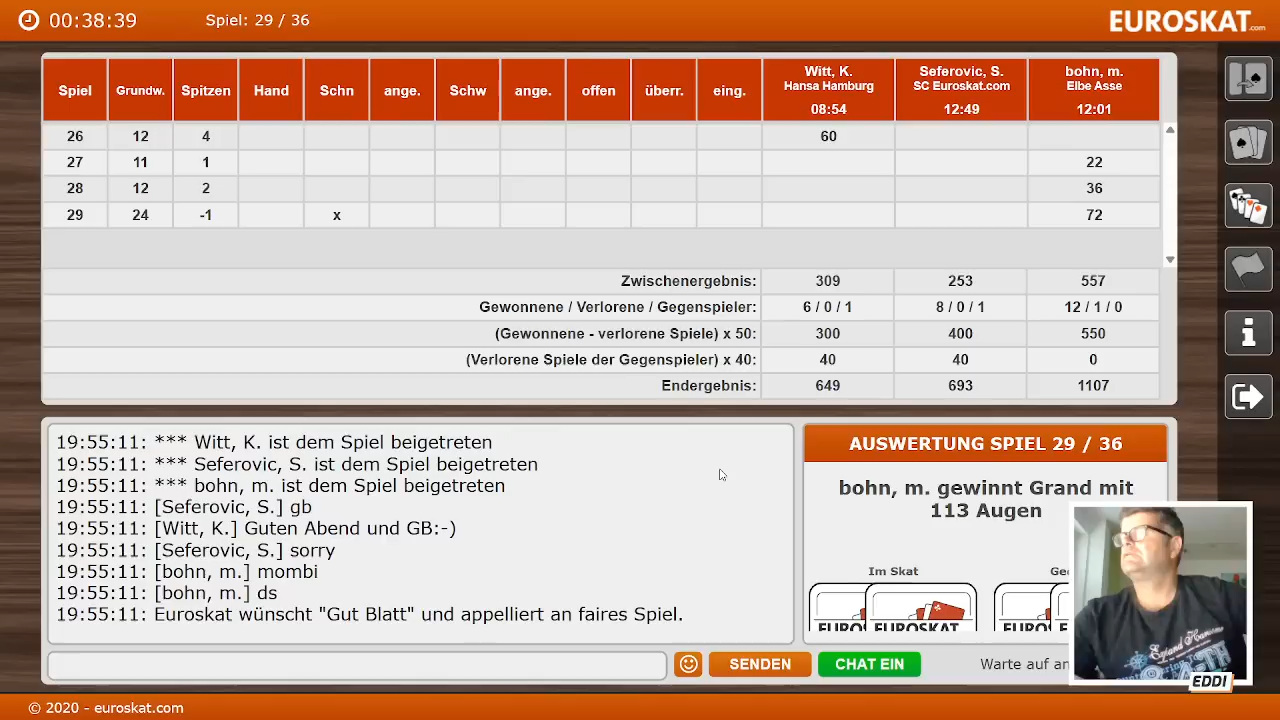 00:38:39
Spiel: 29 / 36
EUROSKAT.com
Spiel Grundw. Spitzen Hand Schn ange. Schw ange. offen überr. eing. Witt, K. Hansa Hamburg 08:54 Seferovic, S. SC Euroskat.com 12:49 bohn, m. Elbe Asse 12:01
26 12 4 60
27 11 1 22
28 12 2 36
29 24 -1 x 72
Zwischenergebnis: 309 253 557
Gewonnene / Verlorene / Gegenspieler: 6 / 0 / 1 8 / 0 / 1 12 / 1 / 0
(Gewonnene - verlorene Spiele) x 50: 300 400 550
(Verlorene Spiele der Gegenspieler) x 40: 40 40 0
Endergebnis: 649 693 1107
19:55:11: *** Witt, K. ist dem Spiel beigetreten
19:55:11: *** Seferovic, S. ist dem Spiel beigetreten
19:55:11: *** bohn, m. ist dem Spiel beigetreten
19:55:11: [Seferovic, S.] gb
19:55:11: [Witt, K.] Guten Abend und GB:-)
19:55:11: [Seferovic, S.] sorry
19:55:11: [bohn, m.] mombi
19:55:11: [bohn, m.] ds
19:55:11: Euroskat wünscht "Gut Blatt" und appelliert an faires Spiel.
SENDEN
CHAT EIN
AUSWERTUNG SPIEL 29 / 36
bohn, m. gewinnt Grand mit
113 Augen
Im Skat
EUROSKAT
Warte auf
EDDI
© 2020 - euroskat.com